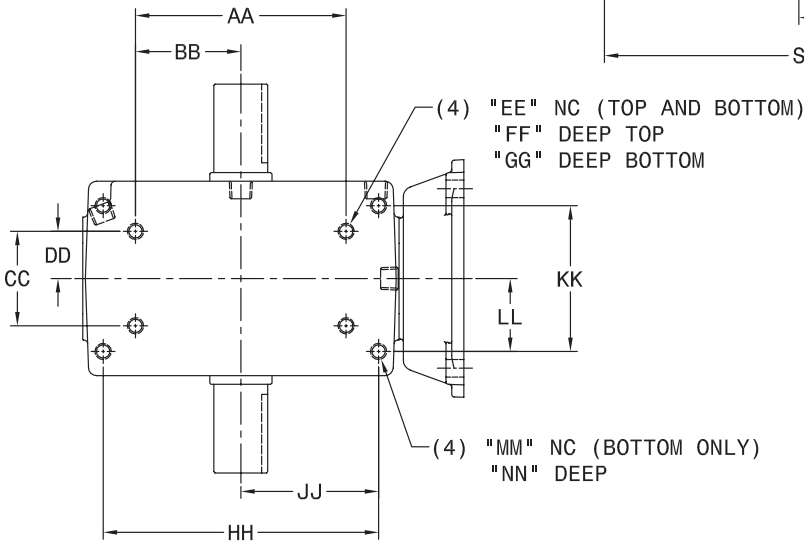 AA
BB
S
(4) "EE" NC (TOP AND BOTTOM)
"FF" DEEP TOP
"GG" DEEP BOTTOM
DD
CC
KK
LL
(4) "MM" NC (BOTTOM ONLY)
"NN" DEEP
JJ
HH